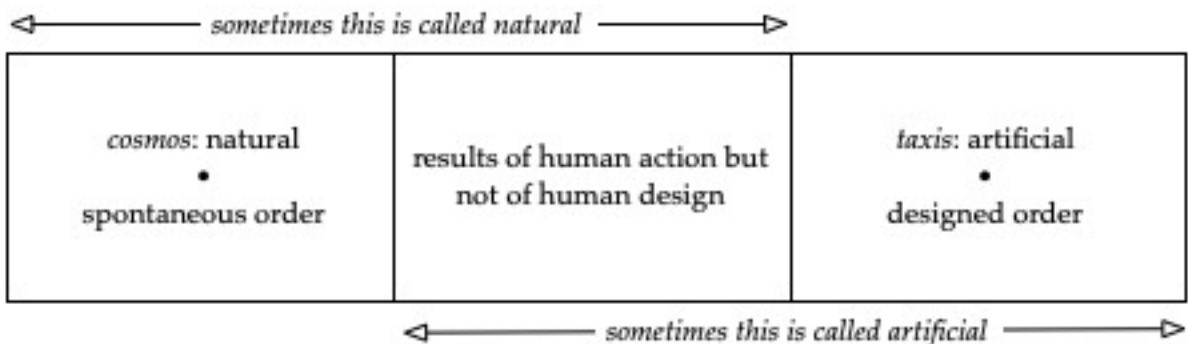 sometimes this is called natural
cosmos: natural
•
spontaneous order
results of human action but
not of human design
taxis: artificial
•
designed order
sometimes this is called artificial